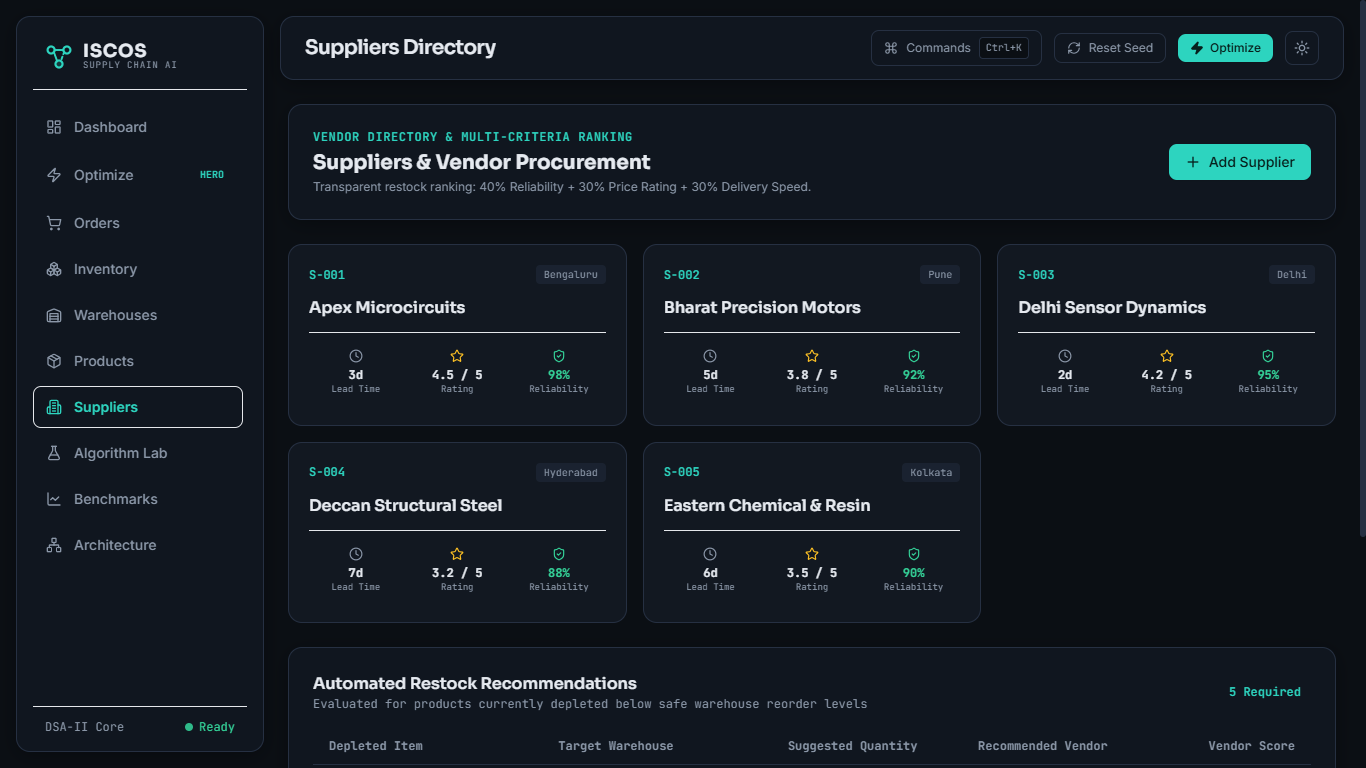 ISCOS
SUPPLY CHAIN AI
Dashboard
Optimize HERO
Orders
Inventory
Warehouses
Products
Suppliers
Algorithm Lab
Benchmarks
Architecture
DSA-II Core Ready
Suppliers Directory
⌘ Commands Ctrl+K
Reset Seed
Optimize
VENDOR DIRECTORY & MULTI-CRITERIA RANKING
Suppliers & Vendor Procurement
Transparent restock ranking: 40% Reliability + 30% Price Rating + 30% Delivery Speed.
+ Add Supplier
S-001 Bengaluru
Apex Microcircuits
3d 4.5 / 5 98%
Lead Time Rating Reliability
S-002 Pune
Bharat Precision Motors
5d 3.8 / 5 92%
Lead Time Rating Reliability
S-003 Delhi
Delhi Sensor Dynamics
2d 4.2 / 5 95%
Lead Time Rating Reliability
S-004 Hyderabad
Deccan Structural Steel
7d 3.2 / 5 88%
Lead Time Rating Reliability
S-005 Kolkata
Eastern Chemical & Resin
6d 3.5 / 5 90%
Lead Time Rating Reliability
Automated Restock Recommendations
Evaluated for products currently depleted below safe warehouse reorder levels
5 Required
Depleted Item Target Warehouse Suggested Quantity Recommended Vendor Vendor Score